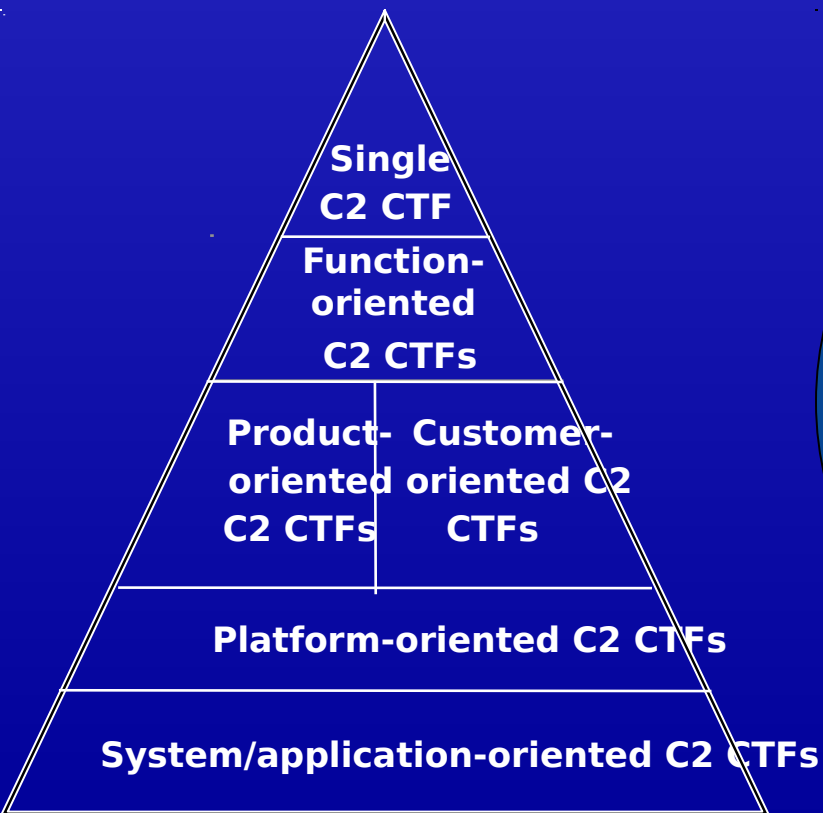 Single
C2 CTF
Function-
oriented
C2 CTFs
Product-
oriented
C2 CTFs
Customer-
oriented C2
CTFs
Platform-oriented C2 CTFs
System/application-oriented C2 CTFs